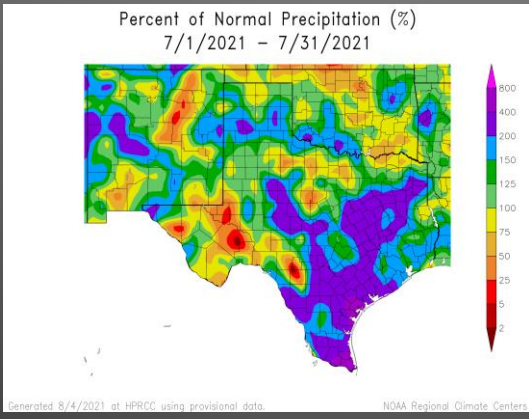 Percent of Normal Precipitation (%)
7/1/2021 – 7/31/2021
800
400
200
150
125
100
75
50
25
5
2
Generated 8/4/2021 at HPRCC using provisional data.
NOAA Regional Climate Centers